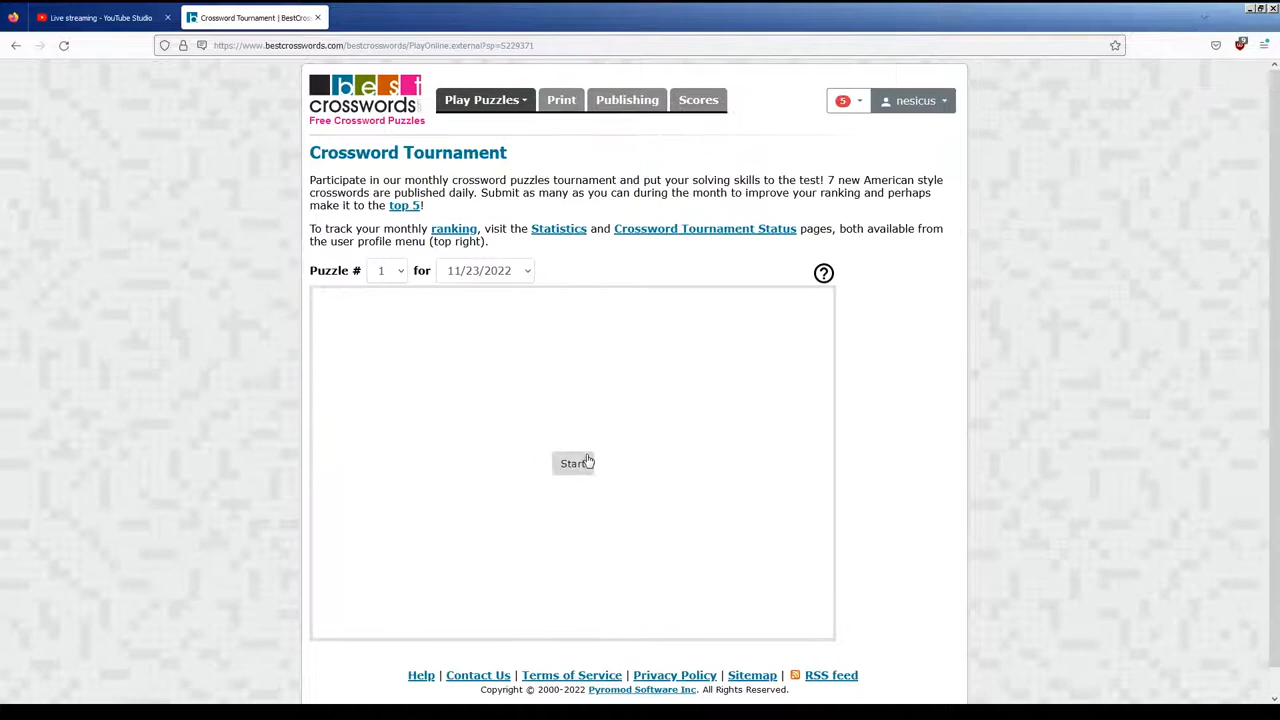 Live streaming - YouTube Studio
Crossword Tournament | BestCros
https://www.bestcrosswords.com/bestcrosswords/PlayOnline.external?sp=S229371
9
best
crosswords
Free Crossword Puzzles
Play Puzzles
Print
Publishing
Scores
5
nesicus
Crossword Tournament
Participate in our monthly crossword puzzles tournament and put your solving skills to the test! 7 new American style
crosswords are published daily. Submit as many as you can during the month to improve your ranking and perhaps
make it to the top 5!
To track your monthly ranking, visit the Statistics and Crossword Tournament Status pages, both available from
the user profile menu (top right).
Puzzle # 1 for 11/23/2022
Start
Help | Contact Us | Terms of Service | Privacy Policy | Sitemap | RSS feed
Copyright © 2000-2022 Pyromod Software Inc. All Rights Reserved.